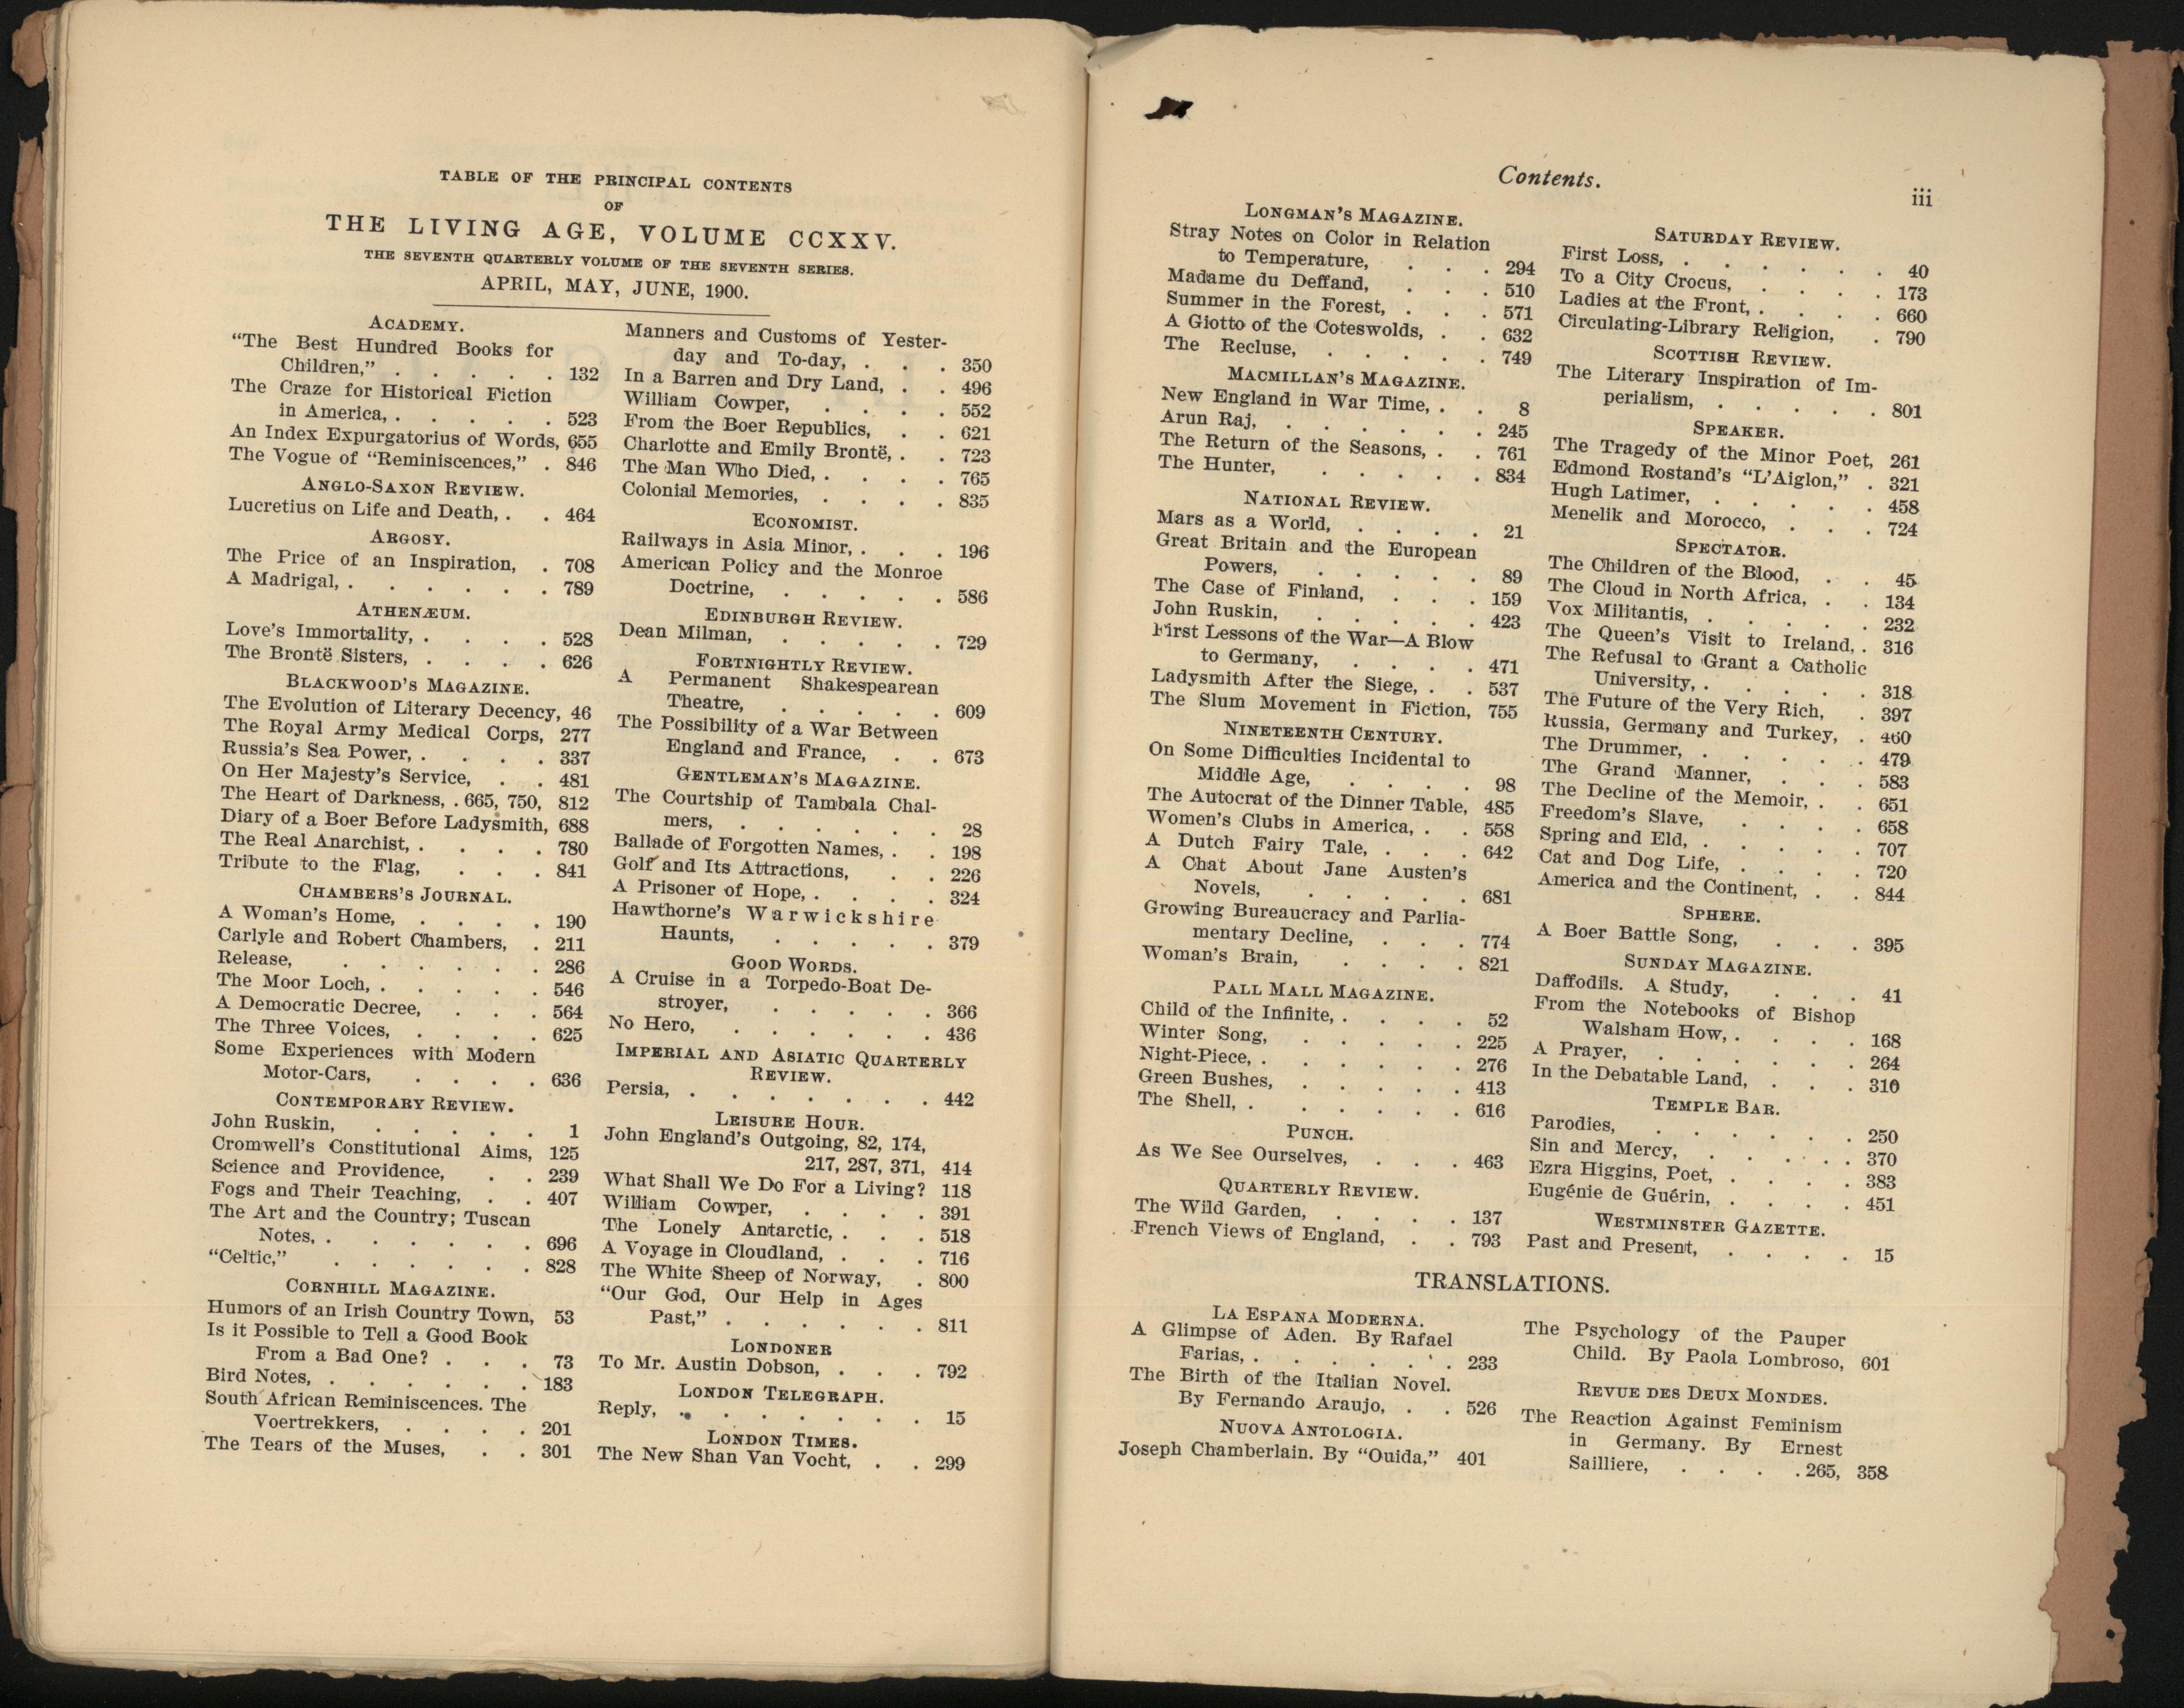 TABLE OF THE PRINCIPAL CONTENTS
OF
THE LIVING AGE, VOLUME CCXXV.
THE SEVENTH QUARTERLY VOLUME OF THE SEVENTH SERIES.
APRIL, MAY, JUNE, 1900.
ACADEMY.
"The Best Hundred Books for
Children," . . . . . 132
The Craze for Historical Fiction
in America, . . . . . 523
An Index Expurgatorius of Words, 655
The Vogue of "Reminiscences," . 846
ANGLO-SAXON REVIEW.
Lucretius on Life and Death, . . 464
ARGOSY.
The Price of an Inspiration, . 708
A Madrigal, . . . . . . 789
ATHENÆUM.
Love's Immortality, . . . . 528
The Brontë Sisters, . . . . 626
BLACKWOOD'S MAGAZINE.
The Evolution of Literary Decency, 46
The Royal Army Medical Corps, 277
Russia's Sea Power, . . . . 337
On Her Majesty's Service, . . 481
The Heart of Darkness, . 665, 750, 812
Diary of a Boer Before Ladysmith, 688
The Real Anarchist, . . . . 780
Tribute to the Flag, . . . 841
CHAMBERS'S JOURNAL.
A Woman's Home, . . . . 190
Carlyle and Robert Chambers, . 211
Release, . . . . . . 286
The Moor Loch, . . . . . 546
A Democratic Decree, . . . 564
The Three Voices, . . . . 625
Some Experiences with Modern
Motor-Cars, . . . . 636
CONTEMPORARY REVIEW.
John Ruskin, . . . . . 1
Cromwell's Constitutional Aims, 125
Science and Providence, . . 239
Fogs and Their Teaching, . . 407
The Art and the Country; Tuscan
Notes, . . . . . . 696
"Celtic," . . . . . . 828
CORNHILL MAGAZINE.
Humors of an Irish Country Town, 53
Is it Possible to Tell a Good Book
From a Bad One? . . . 73
Bird Notes, . . . . . . 183
South African Reminiscences. The
Voertrekkers, . . . . 201
The Tears of the Muses, . . 301
Manners and Customs of Yester-
day and To-day, . . . 350
In a Barren and Dry Land, . . 496
William Cowper, . . . . 552
From the Boer Republics, . . 621
Charlotte and Emily Brontë, . . 723
The Man Who Died, . . . . 765
Colonial Memories, . . . . 835
ECONOMIST.
Railways in Asia Minor, . . . 196
American Policy and the Monroe
Doctrine, . . . . . 586
EDINBURGH REVIEW.
Dean Milman, . . . . . 729
FORTNIGHTLY REVIEW.
A Permanent Shakespearean
Theatre, . . . . . 609
The Possibility of a War Between
England and France, . . 673
GENTLEMAN'S MAGAZINE.
The Courtship of Tambala Chal-
mers, . . . . . . 28
Ballade of Forgotten Names, . . 198
Golf and Its Attractions, . . 226
A Prisoner of Hope, . . . . 324
Hawthorne's Warwickshire
Haunts, . . . . . 379
GOOD WORDS.
A Cruise in a Torpedo-Boat De-
stroyer, . . . . . 366
No Hero, . . . . . . 436
IMPERIAL AND ASIATIC QUARTERLY
REVIEW.
Persia, . . . . . . . 442
LEISURE HOUR.
John England's Outgoing, 82, 174,
217, 287, 371, 414
What Shall We Do For a Living? 118
William Cowper, . . . . 391
The Lonely Antarctic, . . . 518
A Voyage in Cloudland, . . . 716
The White Sheep of Norway, . 800
"Our God, Our Help in Ages
Past," . . . . . . 811
LONDONER
To Mr. Austin Dobson, . . . 792
LONDON TELEGRAPH.
Reply, . . . . . . . 15
LONDON TIMES.
The New Shan Van Vocht, . . 299
Contents.
iii
LONGMAN'S MAGAZINE.
Stray Notes on Color in Relation
to Temperature, . . . 294
Madame du Deffand, . . . 510
Summer in the Forest, . . . 571
A Giotto of the Coteswolds, . . 632
The Recluse, . . . . . 749
MACMILLAN'S MAGAZINE.
New England in War Time, . . 8
Arun Raj, . . . . . . 245
The Return of the Seasons, . . 761
The Hunter, . . . . . 834
NATIONAL REVIEW.
Mars as a World, . . . . 21
Great Britain and the European
Powers, . . . . . 89
The Case of Finland, . . . 159
John Ruskin, . . . . . 423
First Lessons of the War—A Blow
to Germany, . . . . 471
Ladysmith After the Siege, . . 537
The Slum Movement in Fiction, 755
NINETEENTH CENTURY.
On Some Difficulties Incidental to
Middle Age, . . . . 98
The Autocrat of the Dinner Table, 485
Women's Clubs in America, . . 558
A Dutch Fairy Tale, . . . 642
A Chat About Jane Austen's
Novels, . . . . . 681
Growing Bureaucracy and Parlia-
mentary Decline, . . . 774
Woman's Brain, . . . . 821
PALL MALL MAGAZINE.
Child of the Infinite, . . . . 52
Winter Song, . . . . . 225
Night-Piece, . . . . . . 276
Green Bushes, . . . . . 413
The Shell, . . . . . . 616
PUNCH.
As We See Ourselves, . . . 463
QUARTERLY REVIEW.
The Wild Garden, . . . . 137
French Views of England, . . 793
SATURDAY REVIEW.
First Loss, . . . . . . 40
To a City Crocus, . . . . 173
Ladies at the Front, . . . . 660
Circulating-Library Religion, . 790
SCOTTISH REVIEW.
The Literary Inspiration of Im-
perialism, . . . . . 801
SPEAKER.
The Tragedy of the Minor Poet, 261
Edmond Rostand's "L'Aiglon," . 321
Hugh Latimer, . . . . . 458
Menelik and Morocco, . . . 724
SPECTATOR.
The Children of the Blood, . . 45
The Cloud in North Africa, . . 134
Vox Militantis, . . . . . 232
The Queen's Visit to Ireland, . 316
The Refusal to Grant a Catholic
University, . . . . . 318
The Future of the Very Rich, . 397
Russia, Germany and Turkey, . 460
The Drummer, . . . . . 479
The Grand Manner, . . . 583
The Decline of the Memoir, . . 651
Freedom's Slave, . . . . 658
Spring and Eld, . . . . . 707
Cat and Dog Life, . . . . 720
America and the Continent, . . 844
SPHERE.
A Boer Battle Song, . . . 395
SUNDAY MAGAZINE.
Daffodils. A Study, . . . 41
From the Notebooks of Bishop
Walsham How, . . . . 168
A Prayer, . . . . . . 264
In the Debatable Land, . . . 310
TEMPLE BAR.
Parodies, . . . . . . 250
Sin and Mercy, . . . . . 370
Ezra Higgins, Poet, . . . . 383
Eugénie de Guérin, . . . . 451
WESTMINSTER GAZETTE.
Past and Present, . . . . 15
TRANSLATIONS.
LA ESPANA MODERNA.
A Glimpse of Aden. By Rafael
Farias, . . . . . . 233
The Birth of the Italian Novel.
By Fernando Araujo, . . 526
NUOVA ANTOLOGIA.
Joseph Chamberlain. By "Ouida," 401
The Psychology of the Pauper
Child. By Paola Lombroso, 601
REVUE DES DEUX MONDES.
The Reaction Against Feminism
in Germany. By Ernest
Sailliere, . . . . 265, 358